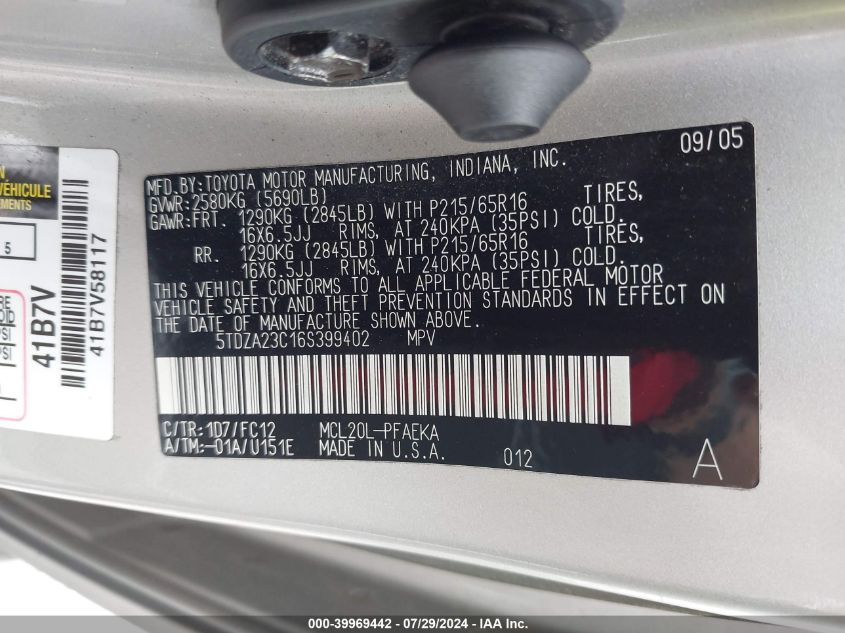 09/05
MFD.BY:TOYOTA MOTOR MANUFACTURING, INDIANA, INC.
GVWR:2580KG (5690LB)
GAWR:FRT. 1290KG (2845LB) WITH P215/65R16 TIRES,
16X6.5JJ RIMS, AT 240KPA (35PSI) COLD.
RR. 1290KG (2845LB) WITH P215/65R16 TIRES,
16X6.5JJ RIMS, AT 240KPA (35PSI) COLD.
THIS VEHICLE CONFORMS TO ALL APPLICABLE FEDERAL MOTOR
VEHICLE SAFETY AND THEFT PREVENTION STANDARDS IN EFFECT ON
THE DATE OF MANUFACTURE SHOWN ABOVE.
5TDZA23C16S399402 MPV
C/TR:1D7/FC12 MCL20L-PFAEKA
A/TM:-01A/U151E MADE IN U.S.A. 012
A
VÉHICULE
5
41B7V
41B7V58117
000-39969442 / 07/29/2024 - IAA Inc.